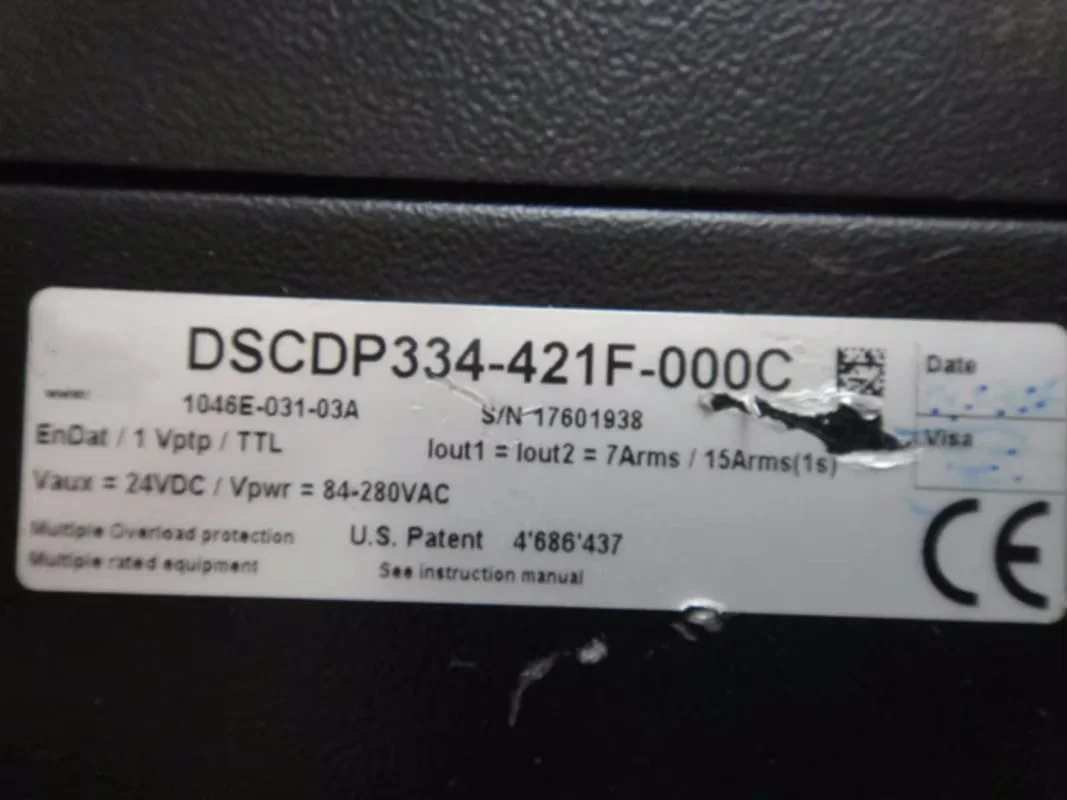 DSCDP334-421F-000C
Date
1046E-031-03A
S/N 17601938
Visa
EnDat / 1 Vptp / TTL
Iout1 = Iout2 = 7Arms / 15Arms(1s)
Vaux = 24VDC / Vpwr = 84-280VAC
Multiple Overload protection
U.S. Patent 4'686'437
Multiple rated equipment
See instruction manual
CE